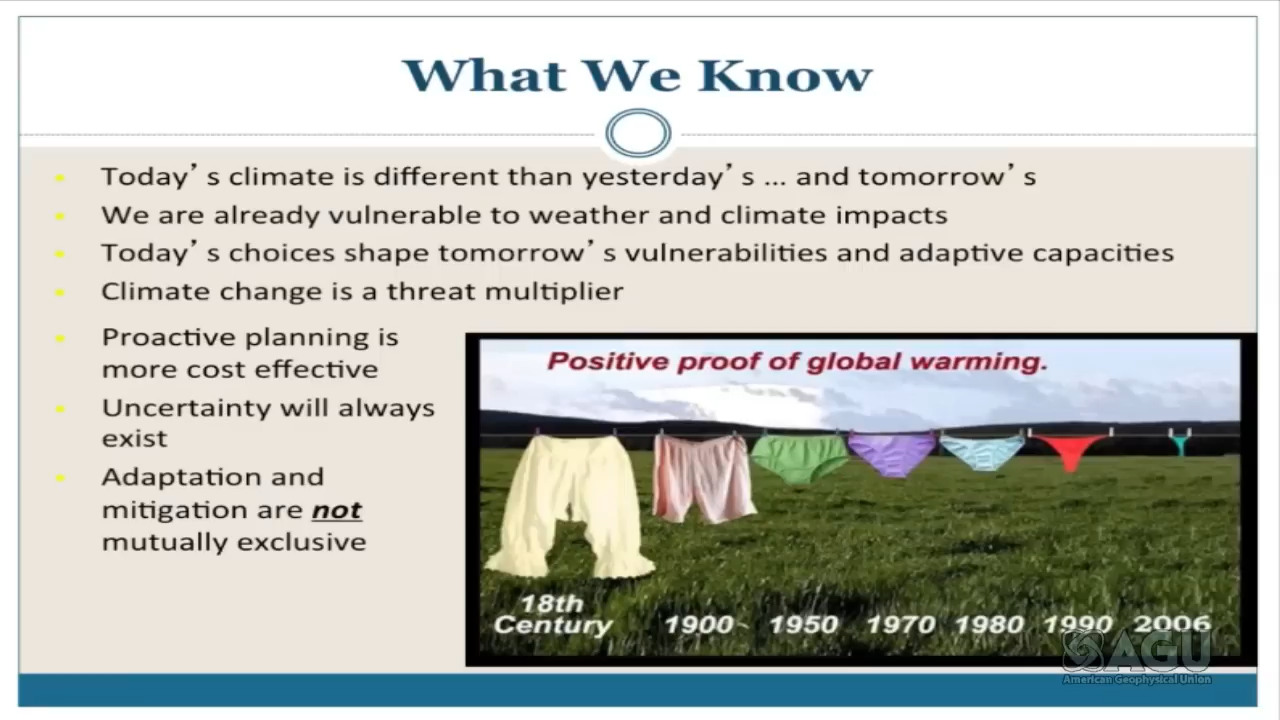 What We Know
Today's climate is different than yesterday's ... and tomorrow's
We are already vulnerable to weather and climate impacts
Today's choices shape tomorrow's vulnerabilities and adaptive capacities
Climate change is a threat multiplier
Proactive planning is
more cost effective
Uncertainty will always
exist
Adaptation and
mitigation are not
mutually exclusive
Positive proof of global warming.
18th
Century 1900 1950 1970 1980 1990 2006
AGU
American Geophysical Union